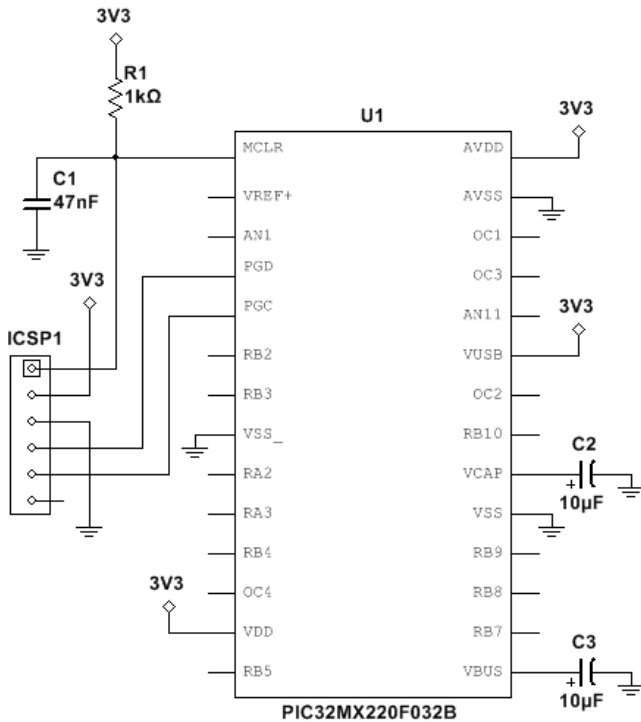 3V3
R1
1kΩ
U1
3V3
C1
47nF
MCLR
AVDD
VREF+
AVSS
AN1
OC1
PGD
OC3
3V3
PGC
AN11
3V3
ICSP1
RB2
VUSB
RB3
OC2
VSS_
RB10
RA2
VCAP
C2
+
10µF
RA3
VSS
RB4
RB9
3V3
OC4
RB8
VDD
RB7
RB5
VBUS
C3
+
10µF
PIC32MX220F032B